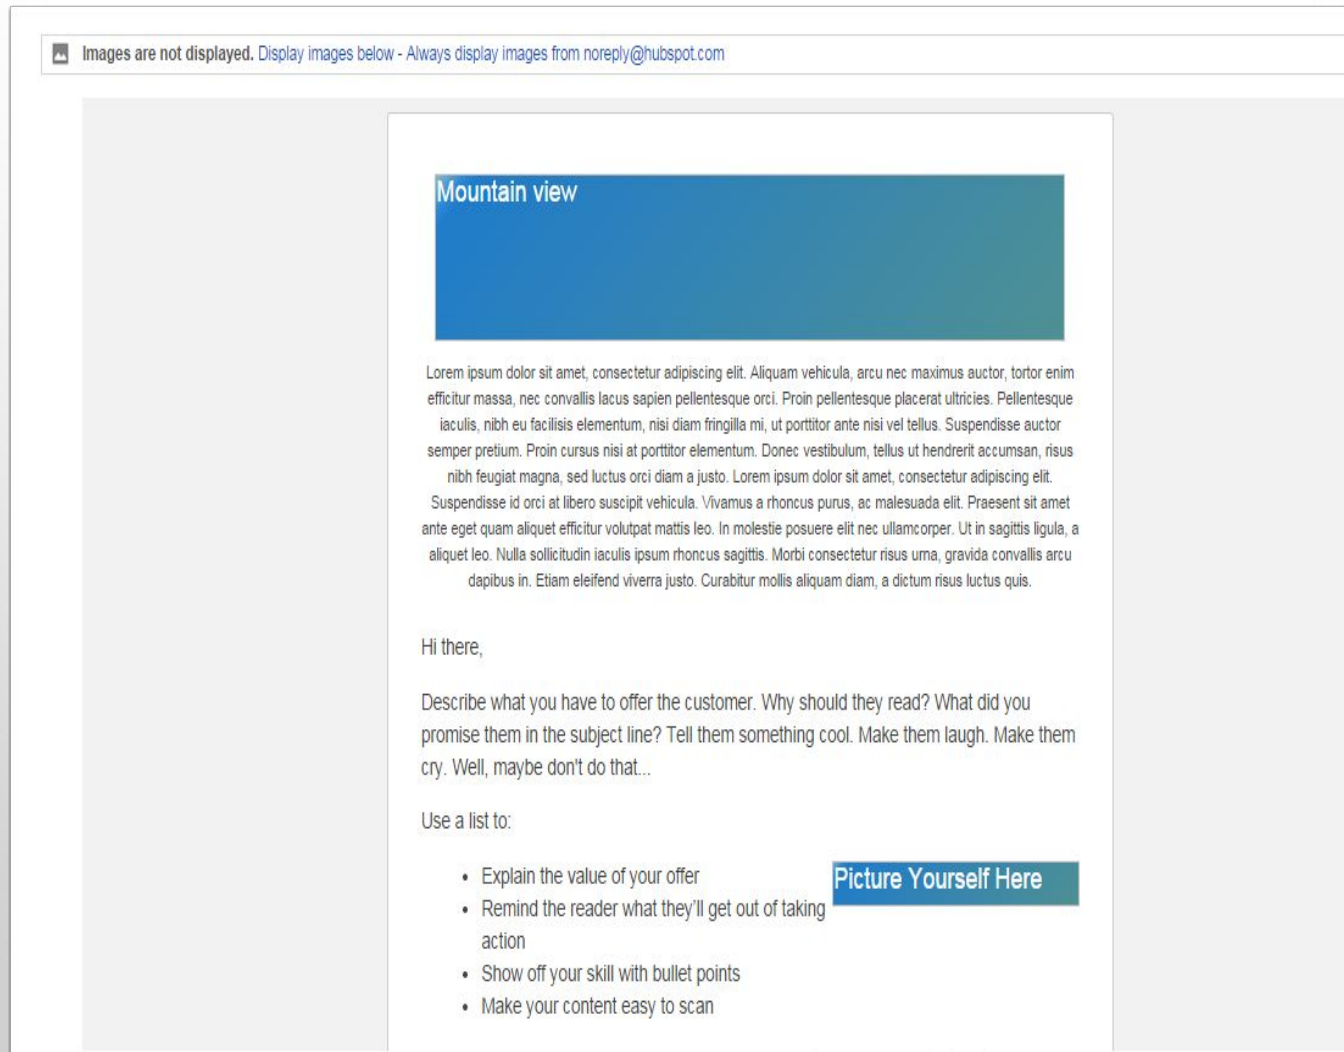 Images are not displayed. Display images below - Always display images from noreply@hubspot.com
Mountain view
Lorem ipsum dolor sit amet, consectetur adipiscing elit. Aliquam vehicula, arcu nec maximus auctor, tortor enim
efficitur massa, nec convallis lacus sapien pellentesque orci. Proin pellentesque placerat ultricies. Pellentesque
iaculis, nibh eu facilisis elementum, nisi diam fringilla mi, ut porttitor ante nisi vel tellus. Suspendisse auctor
semper pretium. Proin cursus nisi at porttitor elementum. Donec vestibulum, tellus ut hendrerit accumsan, risus
nibh feugiat magna, sed luctus orci diam a justo. Lorem ipsum dolor sit amet, consectetur adipiscing elit.
Suspendisse id orci at libero suscipit vehicula. Vivamus a rhoncus purus, ac malesuada elit. Praesent sit amet
ante eget quam aliquet efficitur volutpat mattis leo. In molestie posuere elit nec ullamcorper. Ut in sagittis ligula, a
aliquet leo. Nulla sollicitudin iaculis ipsum rhoncus sagittis. Morbi consectetur risus urna, gravida convallis arcu
dapibus in. Etiam eleifend viverra justo. Curabitur mollis aliquam diam, a dictum risus luctus quis.
Hi there,
Describe what you have to offer the customer. Why should they read? What did you
promise them in the subject line? Tell them something cool. Make them laugh. Make them
cry. Well, maybe don't do that...
Use a list to:
• Explain the value of your offer
• Remind the reader what they’ll get out of taking
action
• Show off your skill with bullet points
• Make your content easy to scan
Picture Yourself Here